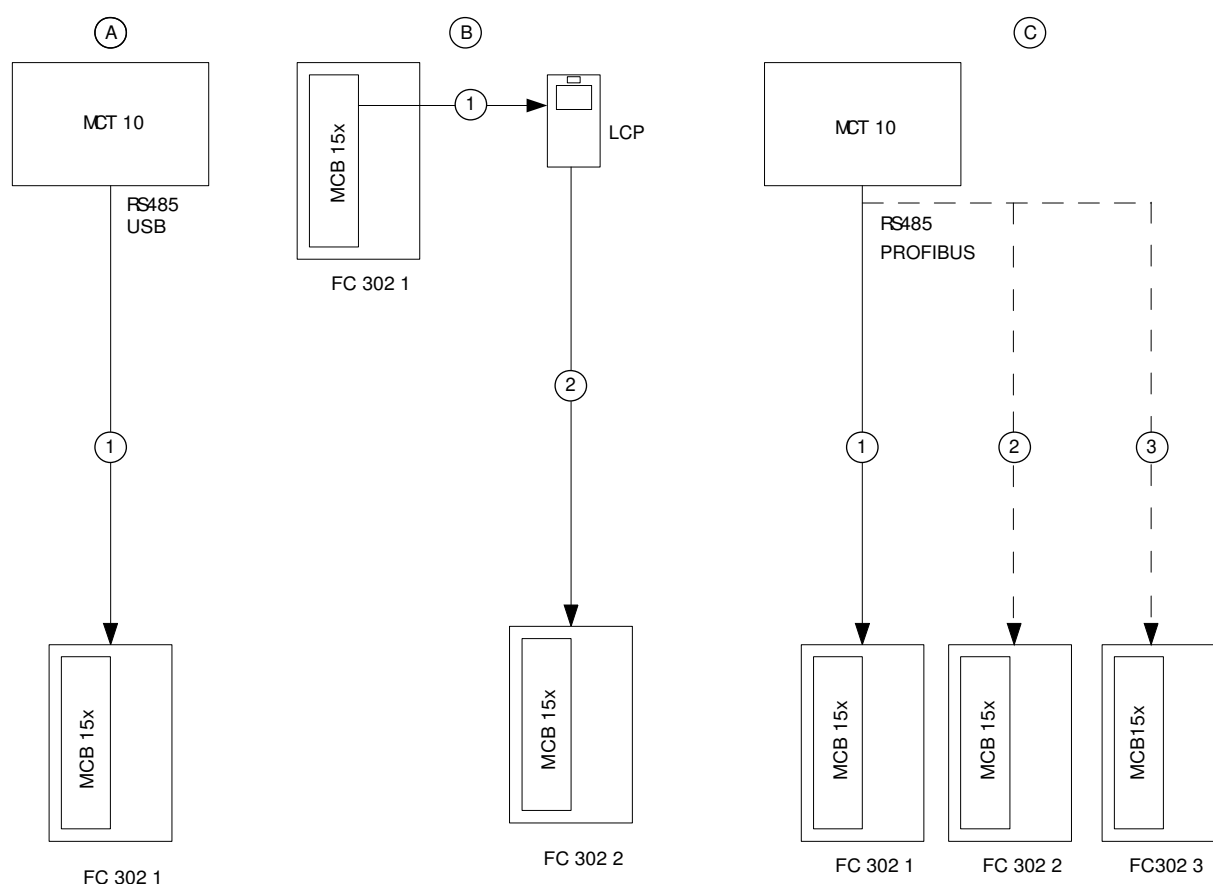 A
MCT 10
RS485
USB
1
MCB 15x
FC 302 1
B
MCB 15x
FC 302 1
1
LCP
2
MCB 15x
FC 302 2
C
MCT 10
RS485
PROFIBUS
1
2
3
MCB 15x
MCB 15x
MCB15x
FC 302 1
FC 302 2
FC302 3